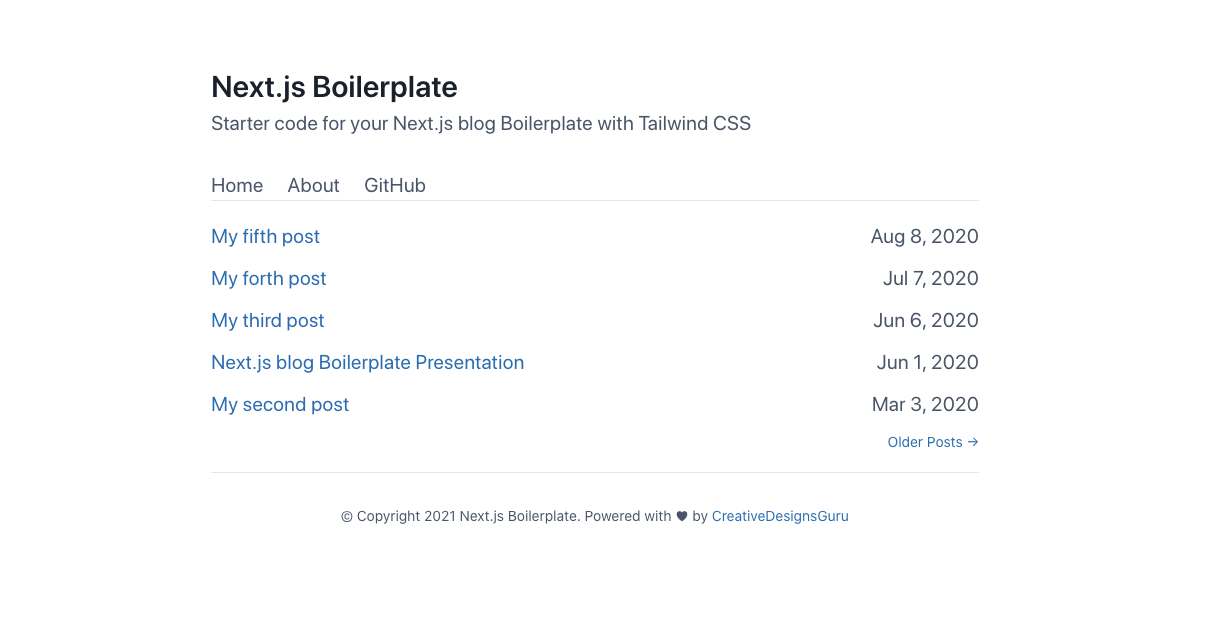 Next.js Boilerplate
Starter code for your Next.js blog Boilerplate with Tailwind CSS
Home About GitHub
My fifth post Aug 8, 2020
My forth post Jul 7, 2020
My third post Jun 6, 2020
Next.js blog Boilerplate Presentation Jun 1, 2020
My second post Mar 3, 2020
Older Posts →
© Copyright 2021 Next.js Boilerplate. Powered with ♥ by CreativeDesignsGuru